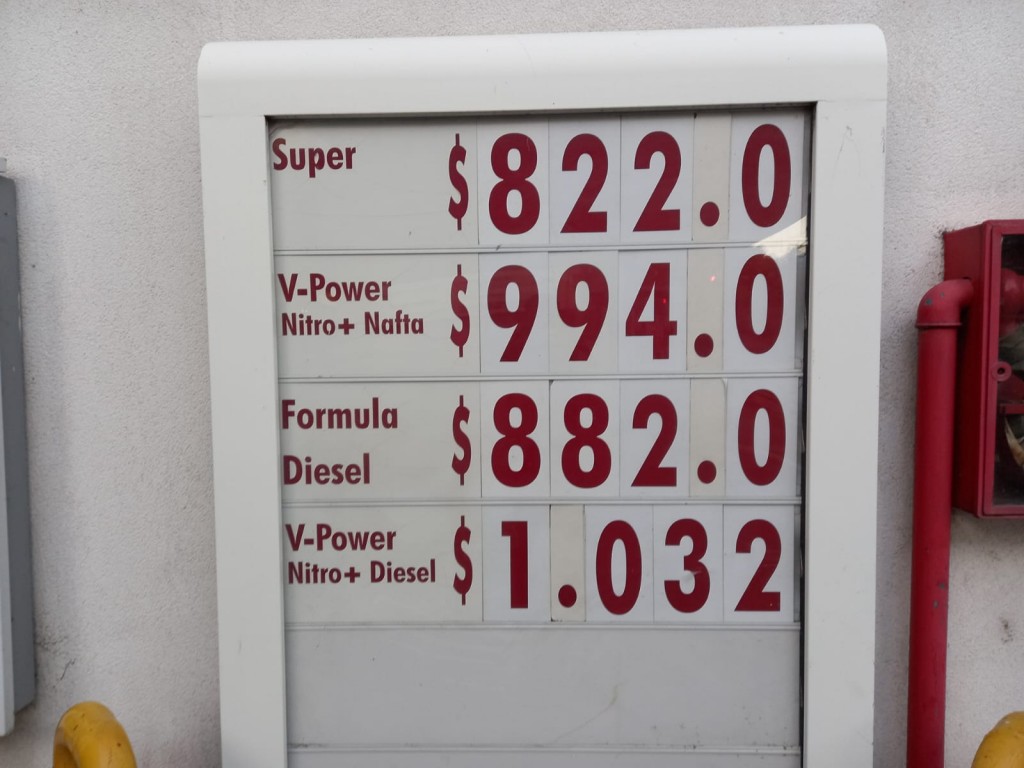 Super $ 822.0
V-Power $ 994.0
Nitro+ Nafta
Formula $ 882.0
Diesel
V-Power $ 1.032
Nitro+ Diesel